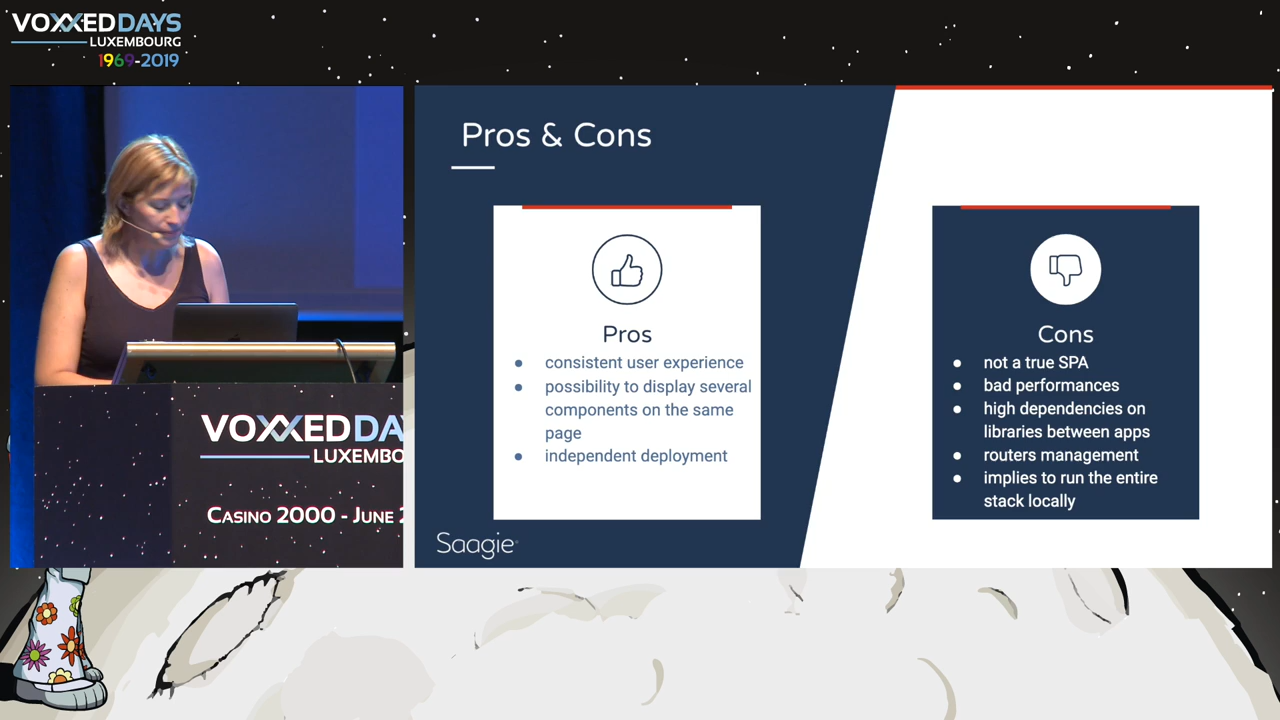 VOXXEDDAYS
LUXEMBOURG
1969-2019
VOXXED DA
LUXEMBO
CASINO 2000 - JUNE 2
Pros & Cons
Pros
consistent user experience
possibility to display several
components on the same
page
independent deployment
Saagie
Cons
not a true SPA
bad performances
high dependencies on
libraries between apps
routers management
implies to run the entire
stack locally